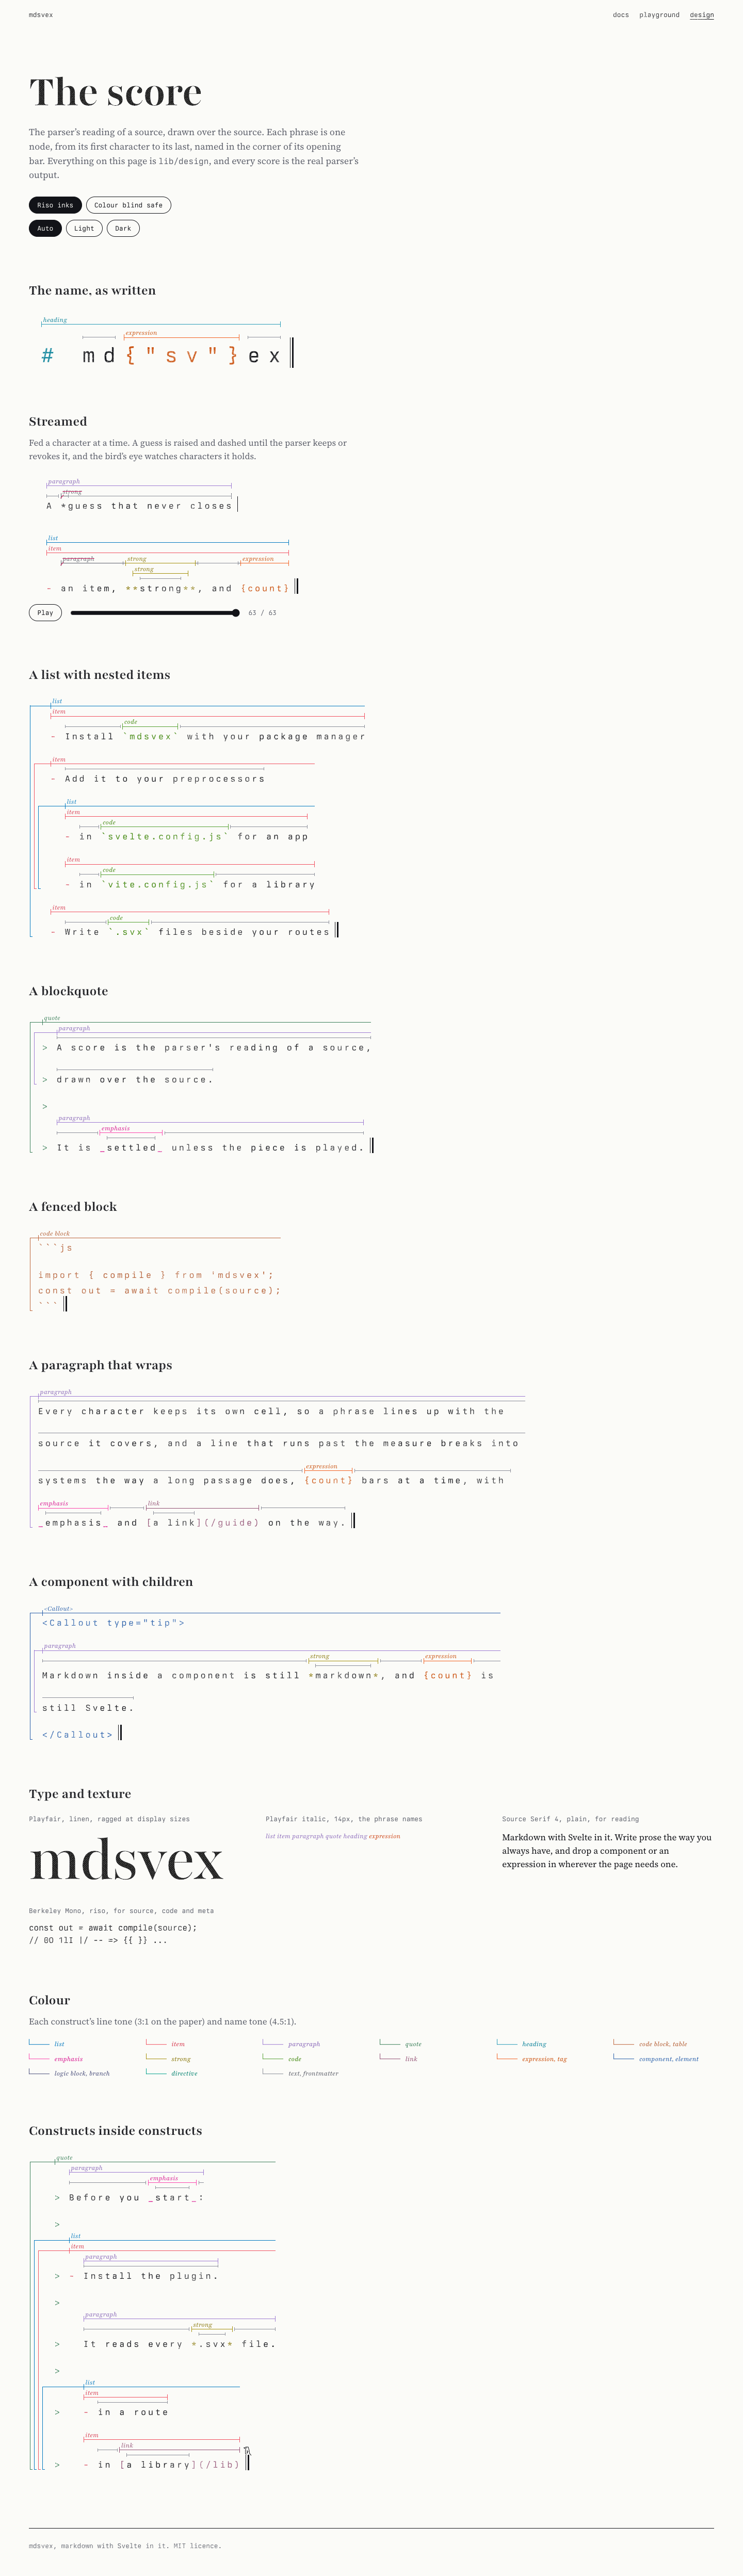 mdsvex
docs playground design
The score
The parser's reading of a source, drawn over the source. Each phrase is one
node, from its first character to its last, named in the corner of its opening
bar. Everything on this page is lib/design, and every score is the real parser's
output.
Riso inks Colour blind safe
Auto Light Dark
The name, as written
heading
expression
# md{"sv"}ex
Streamed
Fed a character at a time. A guess is raised and dashed until the parser keeps or
revokes it, and the bird's eye watches characters it holds.
paragraph
strong
A *guess that never closes
list
item
paragraph strong expression
strong
- an item, **strong**, and {count}
Play 63 / 63
A list with nested items
list
item
code
- Install `mdsvex` with your package manager
item
- Add it to your preprocessors
list
item
code
- in `svelte.config.js` for an app
item
code
- in `vite.config.js` for a library
item
code
- Write `.svx` files beside your routes
A blockquote
quote
paragraph
> A score is the parser's reading of a source,
> drawn over the source.
>
paragraph
emphasis
> It is _settled_ unless the piece is played.
A fenced block
code block
```js
import { compile } from 'mdsvex';
const out = await compile(source);
```
A paragraph that wraps
paragraph
Every character keeps its own cell, so a phrase lines up with the
source it covers, and a line that runs past the measure breaks into
expression
systems the way a long passage does, {count} bars at a time, with
emphasis link
_emphasis_ and [a link](/guide) on the way.
A component with children
<Callout>
<Callout type="tip">
paragraph
strong expression
Markdown inside a component is still *markdown*, and {count} is
still Svelte.
</Callout>
Type and texture
Playfair, linen, ragged at display sizes
mdsvex
Playfair italic, 14px, the phrase names
list item paragraph quote heading expression
Source Serif 4, plain, for reading
Markdown with Svelte in it. Write prose the way you
always have, and drop a component or an
expression in wherever the page needs one.
Berkeley Mono, riso, for source, code and meta
const out = await compile(source);
// 0O 1lI |/ -- => {{ }} ...
Colour
Each construct's line tone (3:1 on the paper) and name tone (4.5:1).
list item paragraph quote heading code block, table
emphasis strong code link expression, tag component, element
logic block, branch directive text, frontmatter
Constructs inside constructs
quote
paragraph
emphasis
> Before you _start_:
>
list
item
paragraph
> - Install the plugin.
>
paragraph
strong
> It reads every *.svx* file.
>
list
item
> - in a route
item
link
> - in [a library](/lib)
mdsvex, markdown with Svelte in it. MIT licence.